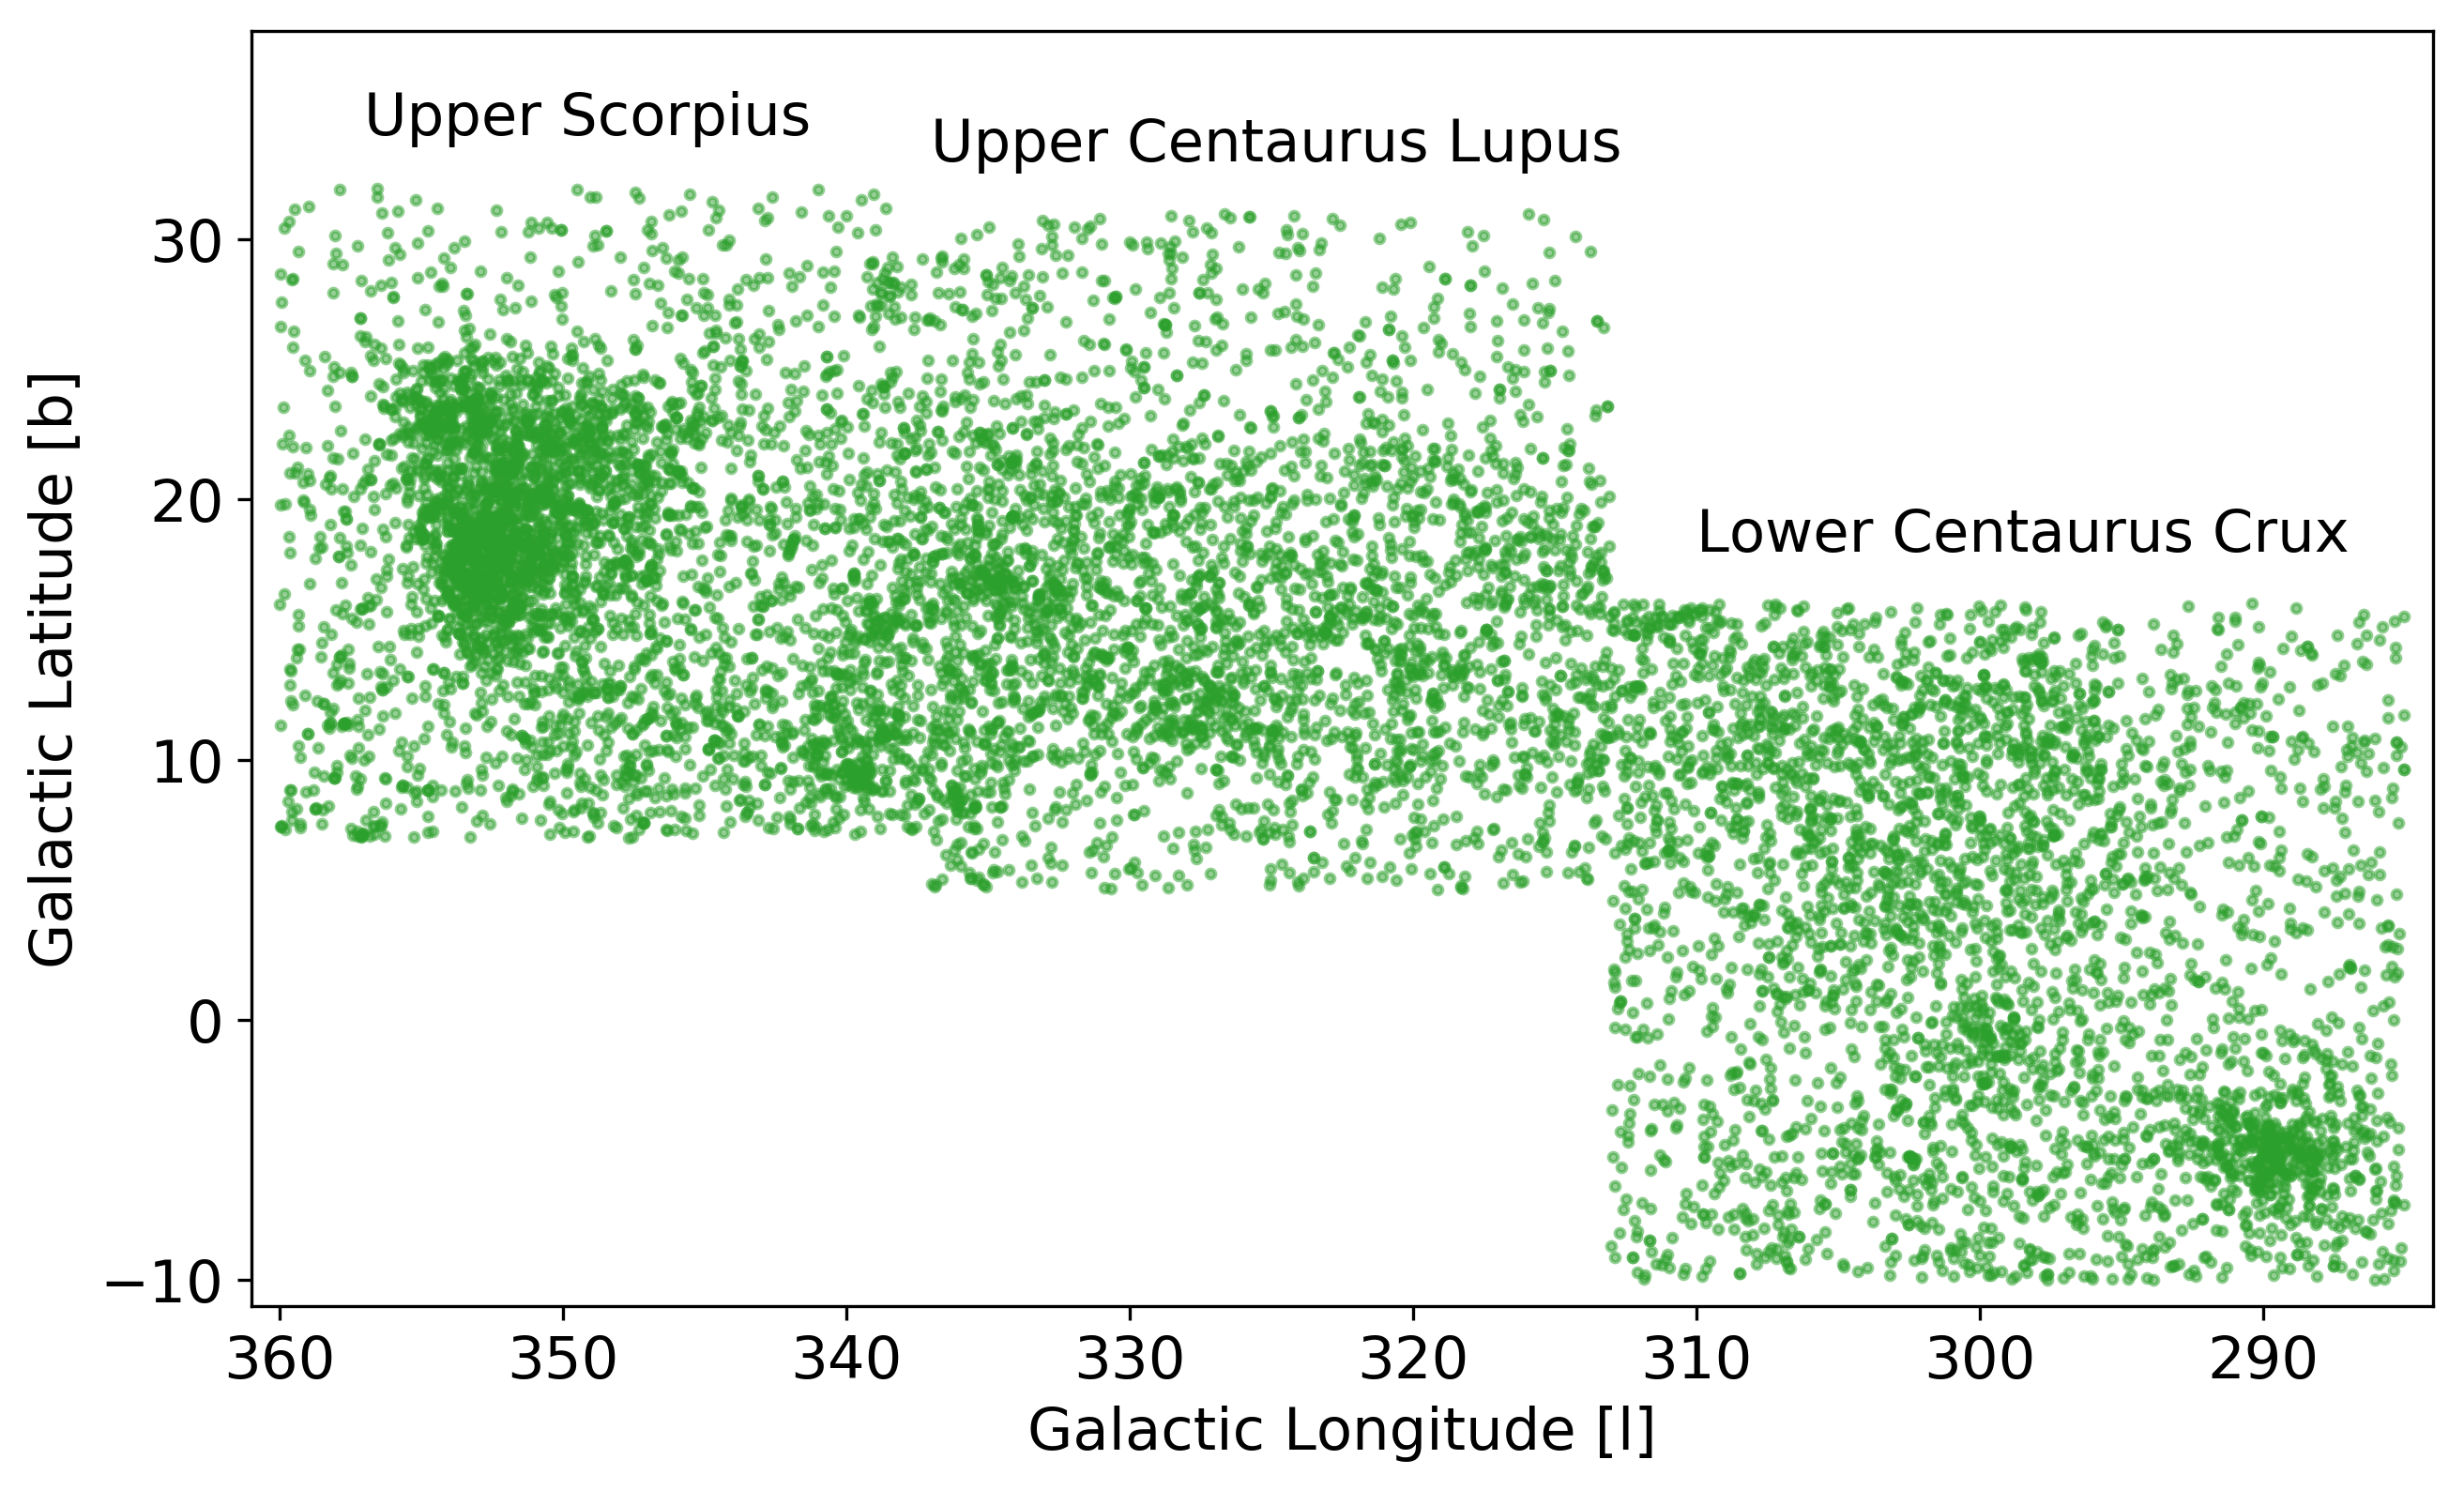 Upper Scorpius
Upper Centaurus Lupus
Lower Centaurus Crux
Galactic Latitude [b]
30
20
10
0
−10
360 350 340 330 320 310 300 290
Galactic Longitude [l]